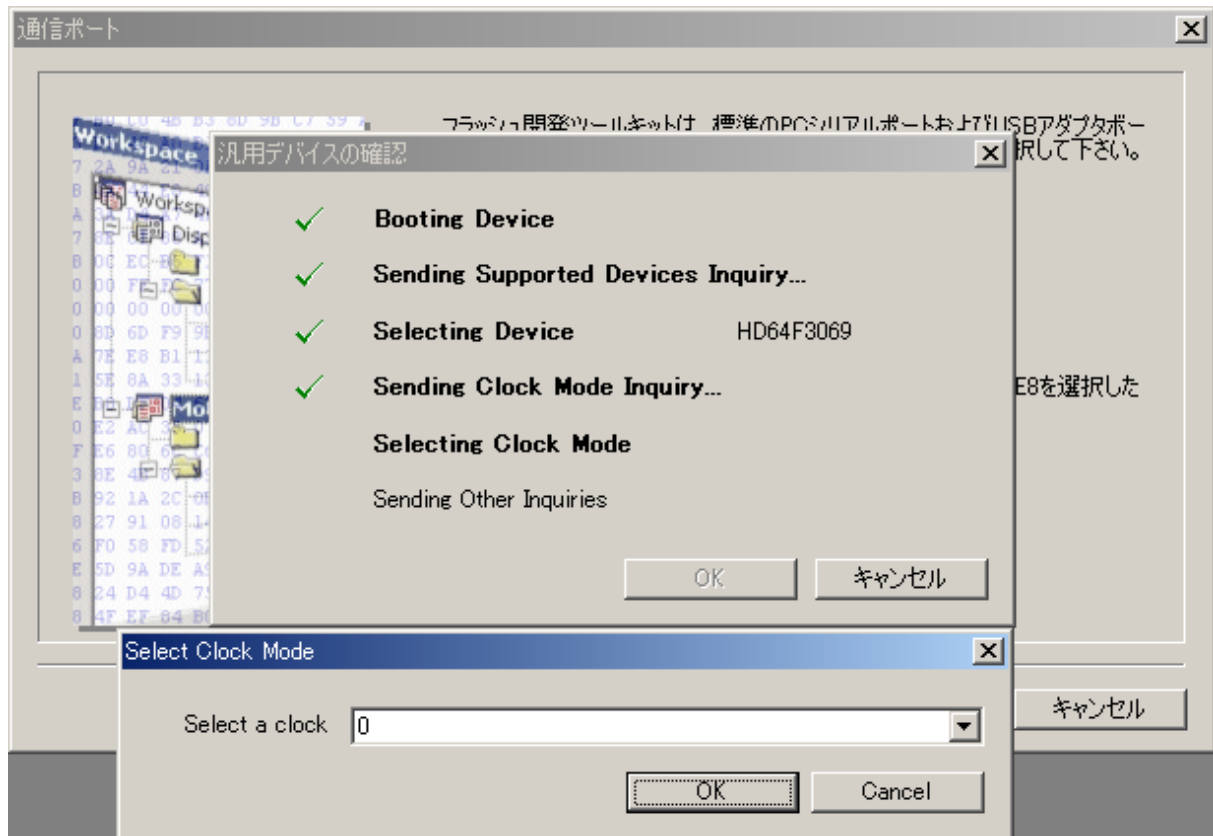 通信ポート
フラッシュ開発ツールキットは、標準のPCシリアルポートおよびUSBアダプタボー
択して下さい。
Workspace
Workspa
Disp
Mo
E8を選択した
汎用デバイスの確認
Booting Device
Sending Supported Devices Inquiry...
Selecting Device HD64F3069
Sending Clock Mode Inquiry...
Selecting Clock Mode
Sending Other Inquiries
OK キャンセル
Select Clock Mode
Select a clock 0
OK Cancel
キャンセル